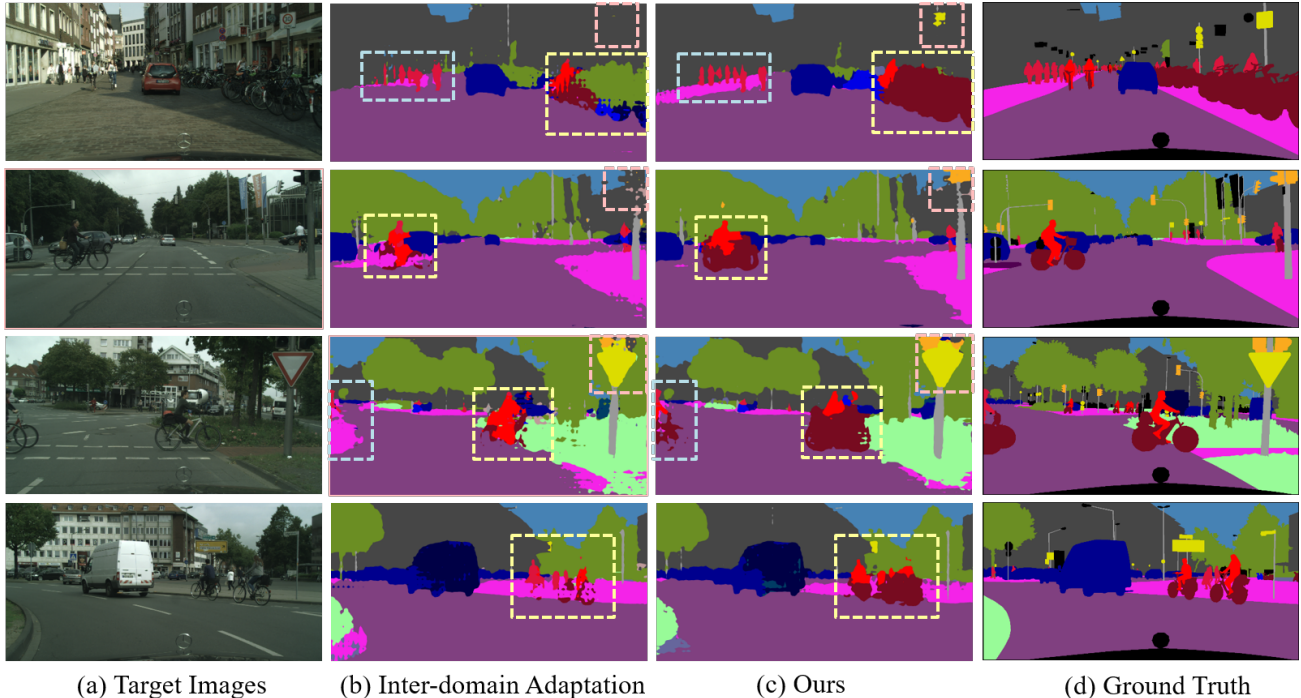 (a) Target Images
(b) Inter-domain Adaptation
(c) Ours
(d) Ground Truth